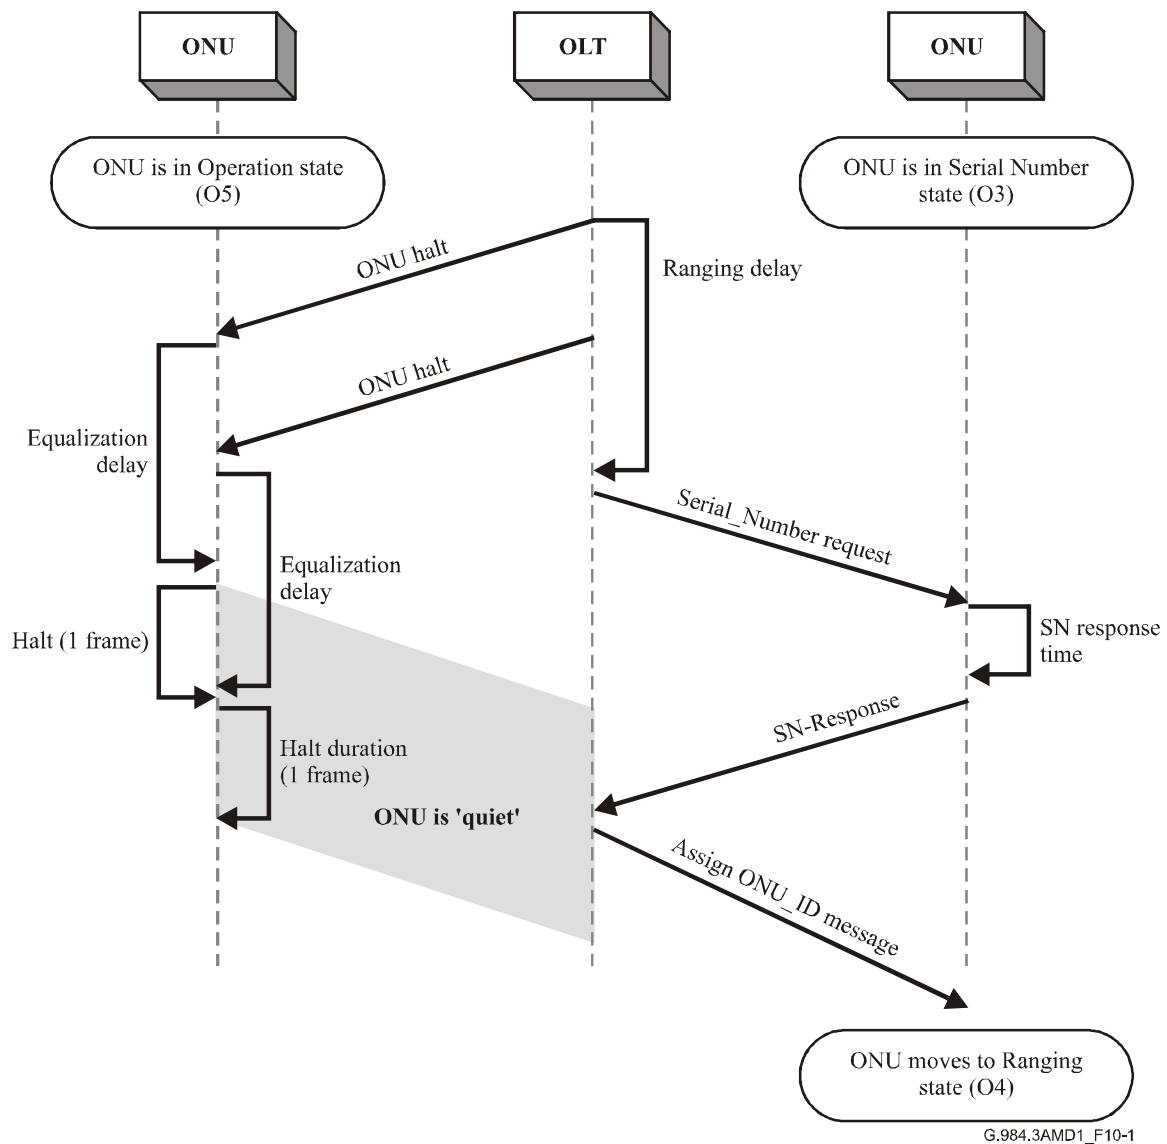 ONU
OLT
ONU
ONU is in Operation state
(O5)
ONU is in Serial Number
state (O3)
ONU halt
Ranging delay
ONU halt
Equalization
delay
Serial_Number request
Equalization
delay
Halt (1 frame)
SN response
time
SN-Response
Halt duration
(1 frame)
ONU is 'quiet'
Assign ONU_ID message
ONU moves to Ranging
state (O4)
G.984.3AMD1_F10-1